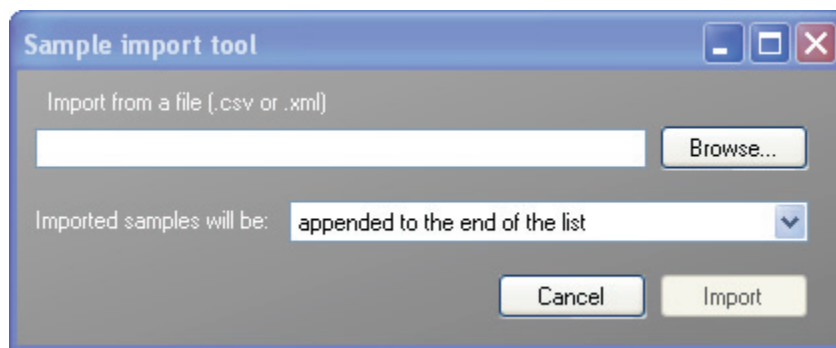 Sample import tool
Import from a file (.csv or .xml)
Browse...
Imported samples will be: appended to the end of the list
Cancel Import